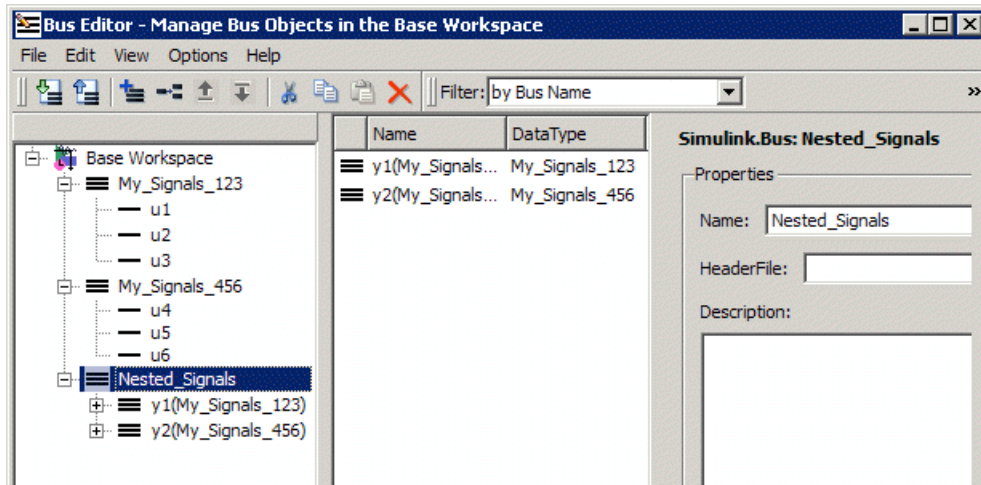 Bus Editor - Manage Bus Objects in the Base Workspace
File Edit View Options Help
Filter: by Bus Name »
Base Workspace
My_Signals_123
u1
u2
u3
My_Signals_456
u4
u5
u6
Nested_Signals
y1(My_Signals_123)
y2(My_Signals_456)
Name DataType
y1(My_Signals... My_Signals_123
y2(My_Signals... My_Signals_456
Simulink.Bus: Nested_Signals
Properties
Name: Nested_Signals
HeaderFile:
Description: